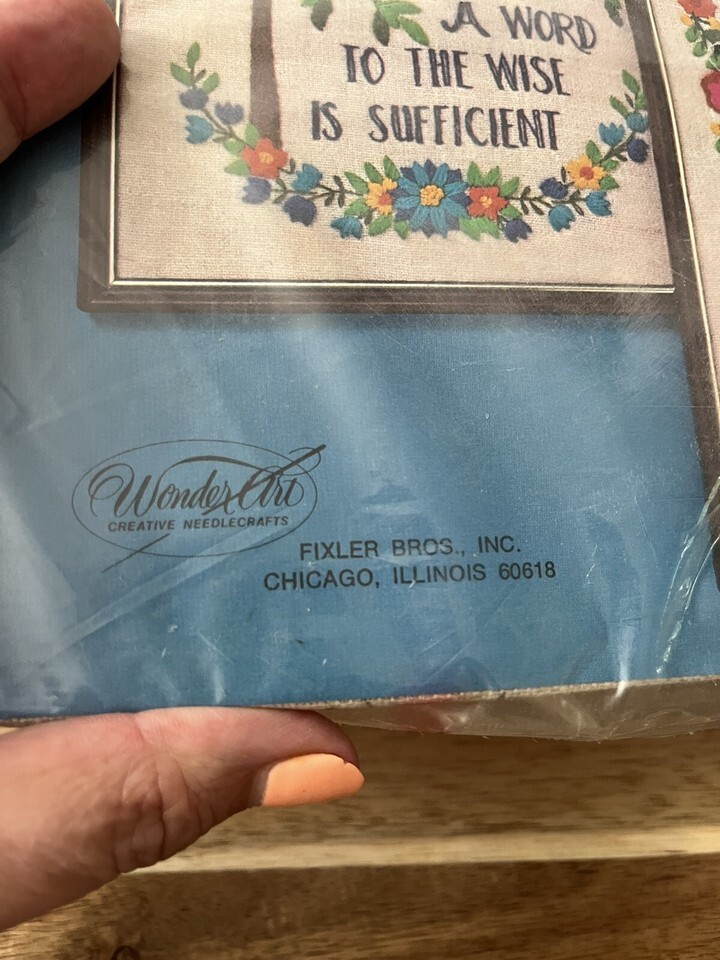 A WORD
TO THE WISE
IS SUFFICIENT
WonderArt
CREATIVE NEEDLECRAFTS
FIXLER BROS., INC.
CHICAGO, ILLINOIS 60618